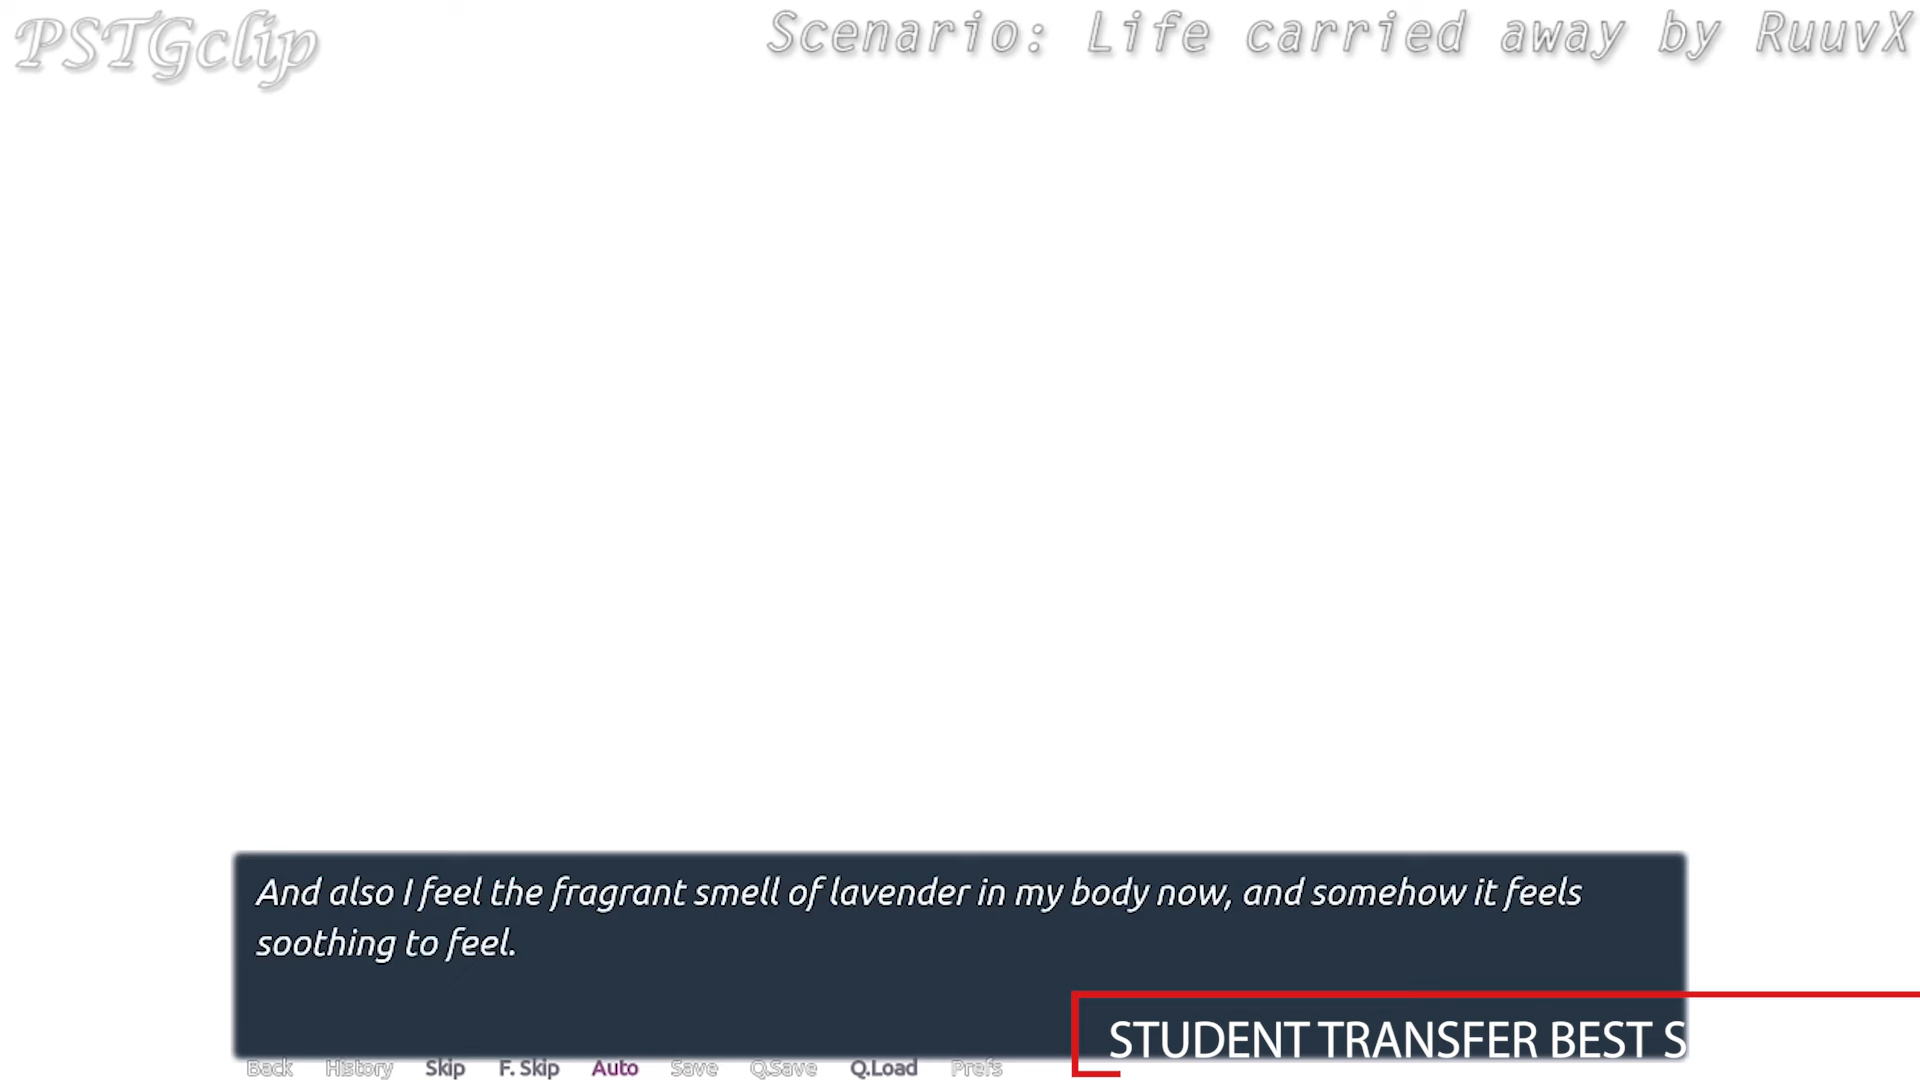 PSTGclip
Scenario: Life carried away by RuuvX
And also I feel the fragrant smell of lavender in my body now, and somehow it feels
soothing to feel.
STUDENT TRANSFER BEST S
Back History Skip F. Skip Auto Save Q.Save Q.Load Prefs